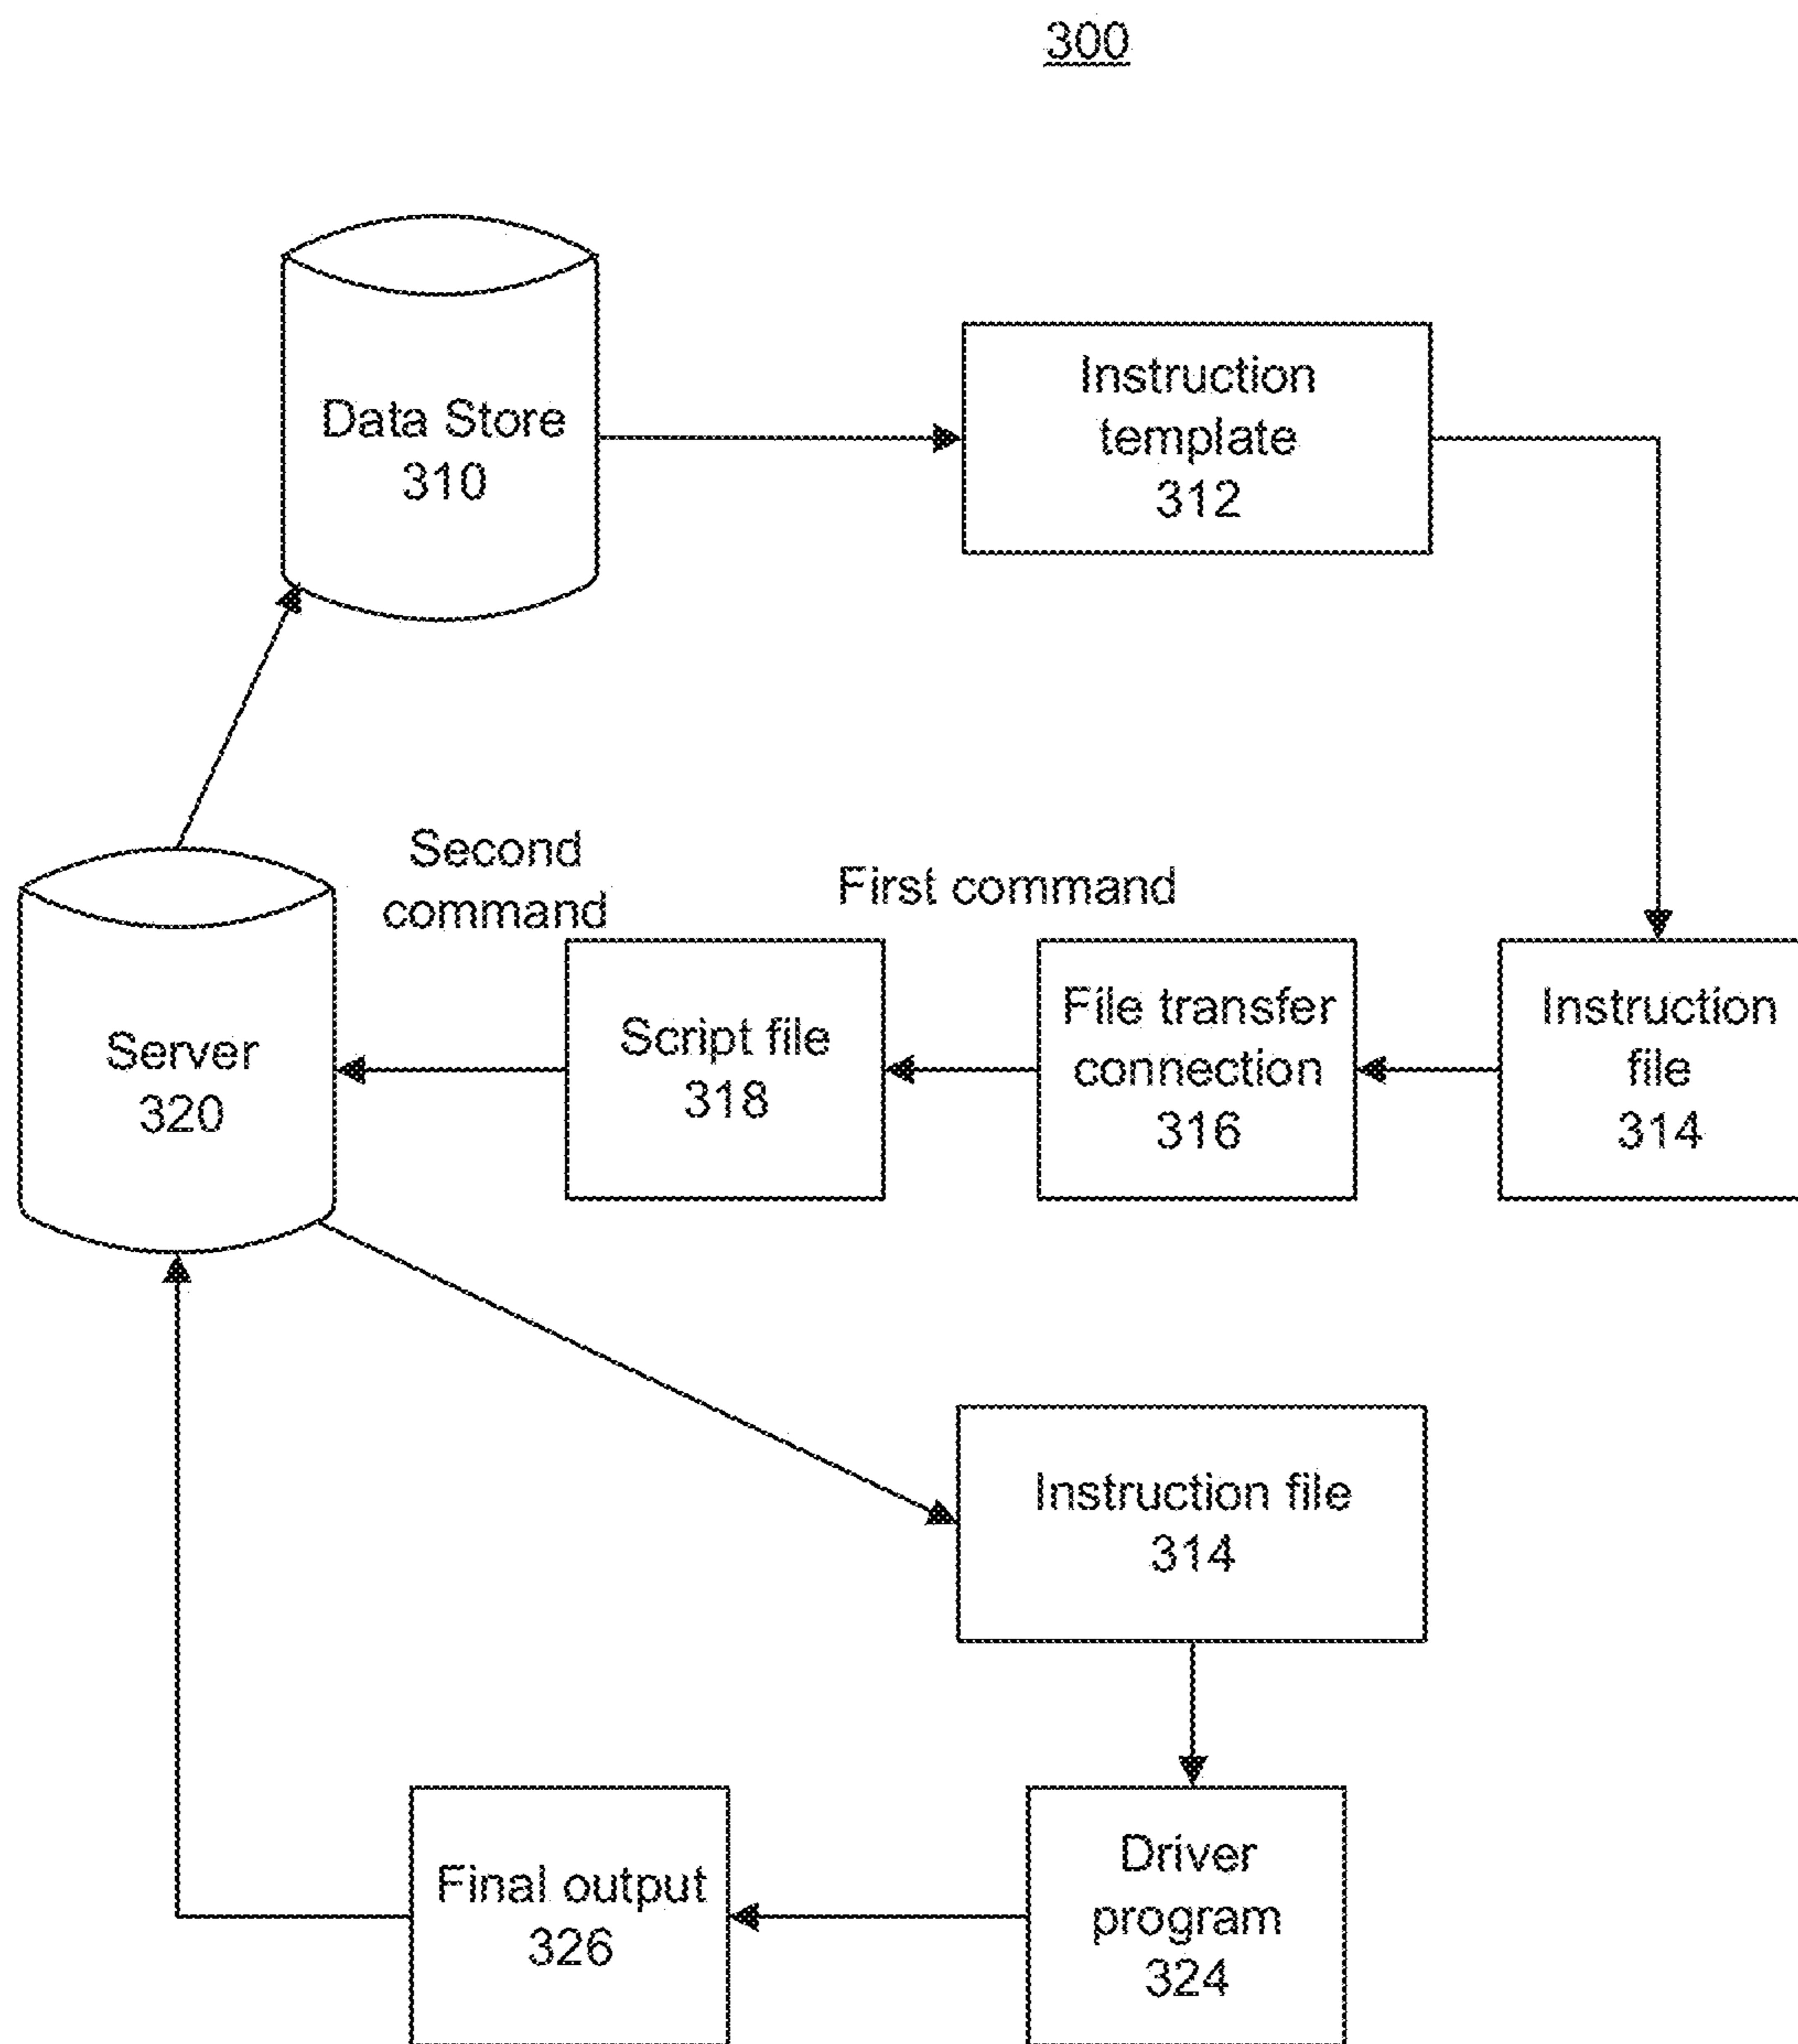 300
Data Store
310
Instruction
template
312
Second
command
First command
Server
320
Script file
318
File transfer
connection
316
Instruction
file
314
Instruction file
314
Final output
326
Driver
program
324